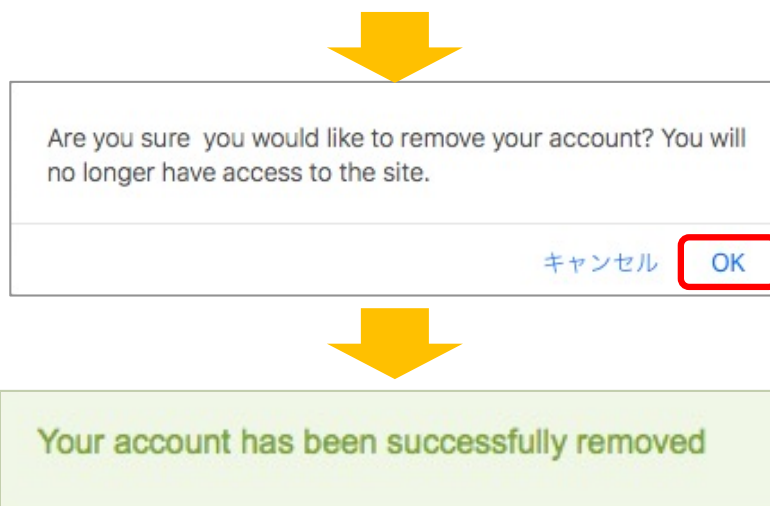 Are you sure  you would like to remove your account? You will
no longer have access to the site.
キャンセル OK
Your account has been successfully removed